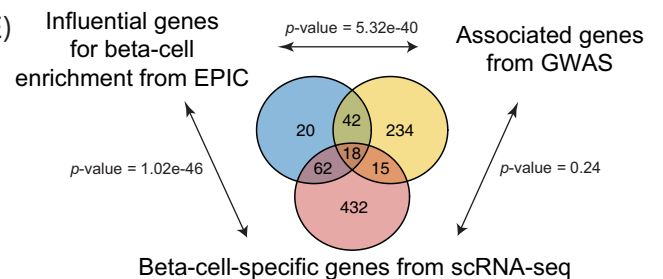 E)
Influential genes
for beta-cell
enrichment from EPIC
p-value = 5.32e-40
Associated genes
from GWAS
20
42
234
18
62
15
432
p-value = 1.02e-46
p-value = 0.24
Beta-cell-specific genes from scRNA-seq